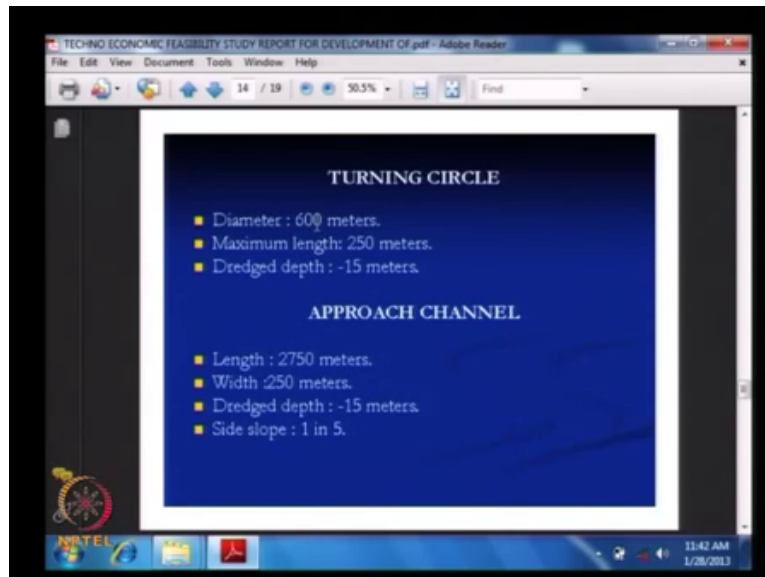 TECHNO ECONOMIC FEASIBILITY STUDY REPORT FOR DEVELOPMENT OF.pdf - Adobe Reader
File Edit View Document Tools Window Help
14 / 19 50.5% Find
TURNING CIRCLE
Diameter : 600 meters.
Maximum length: 250 meters.
Dredged depth : -15 meters.
APPROACH CHANNEL
Length : 2750 meters.
Width :250 meters.
Dredged depth : -15 meters.
Side slope : 1 in 5.
NPTEL
11:42 AM
1/28/2013